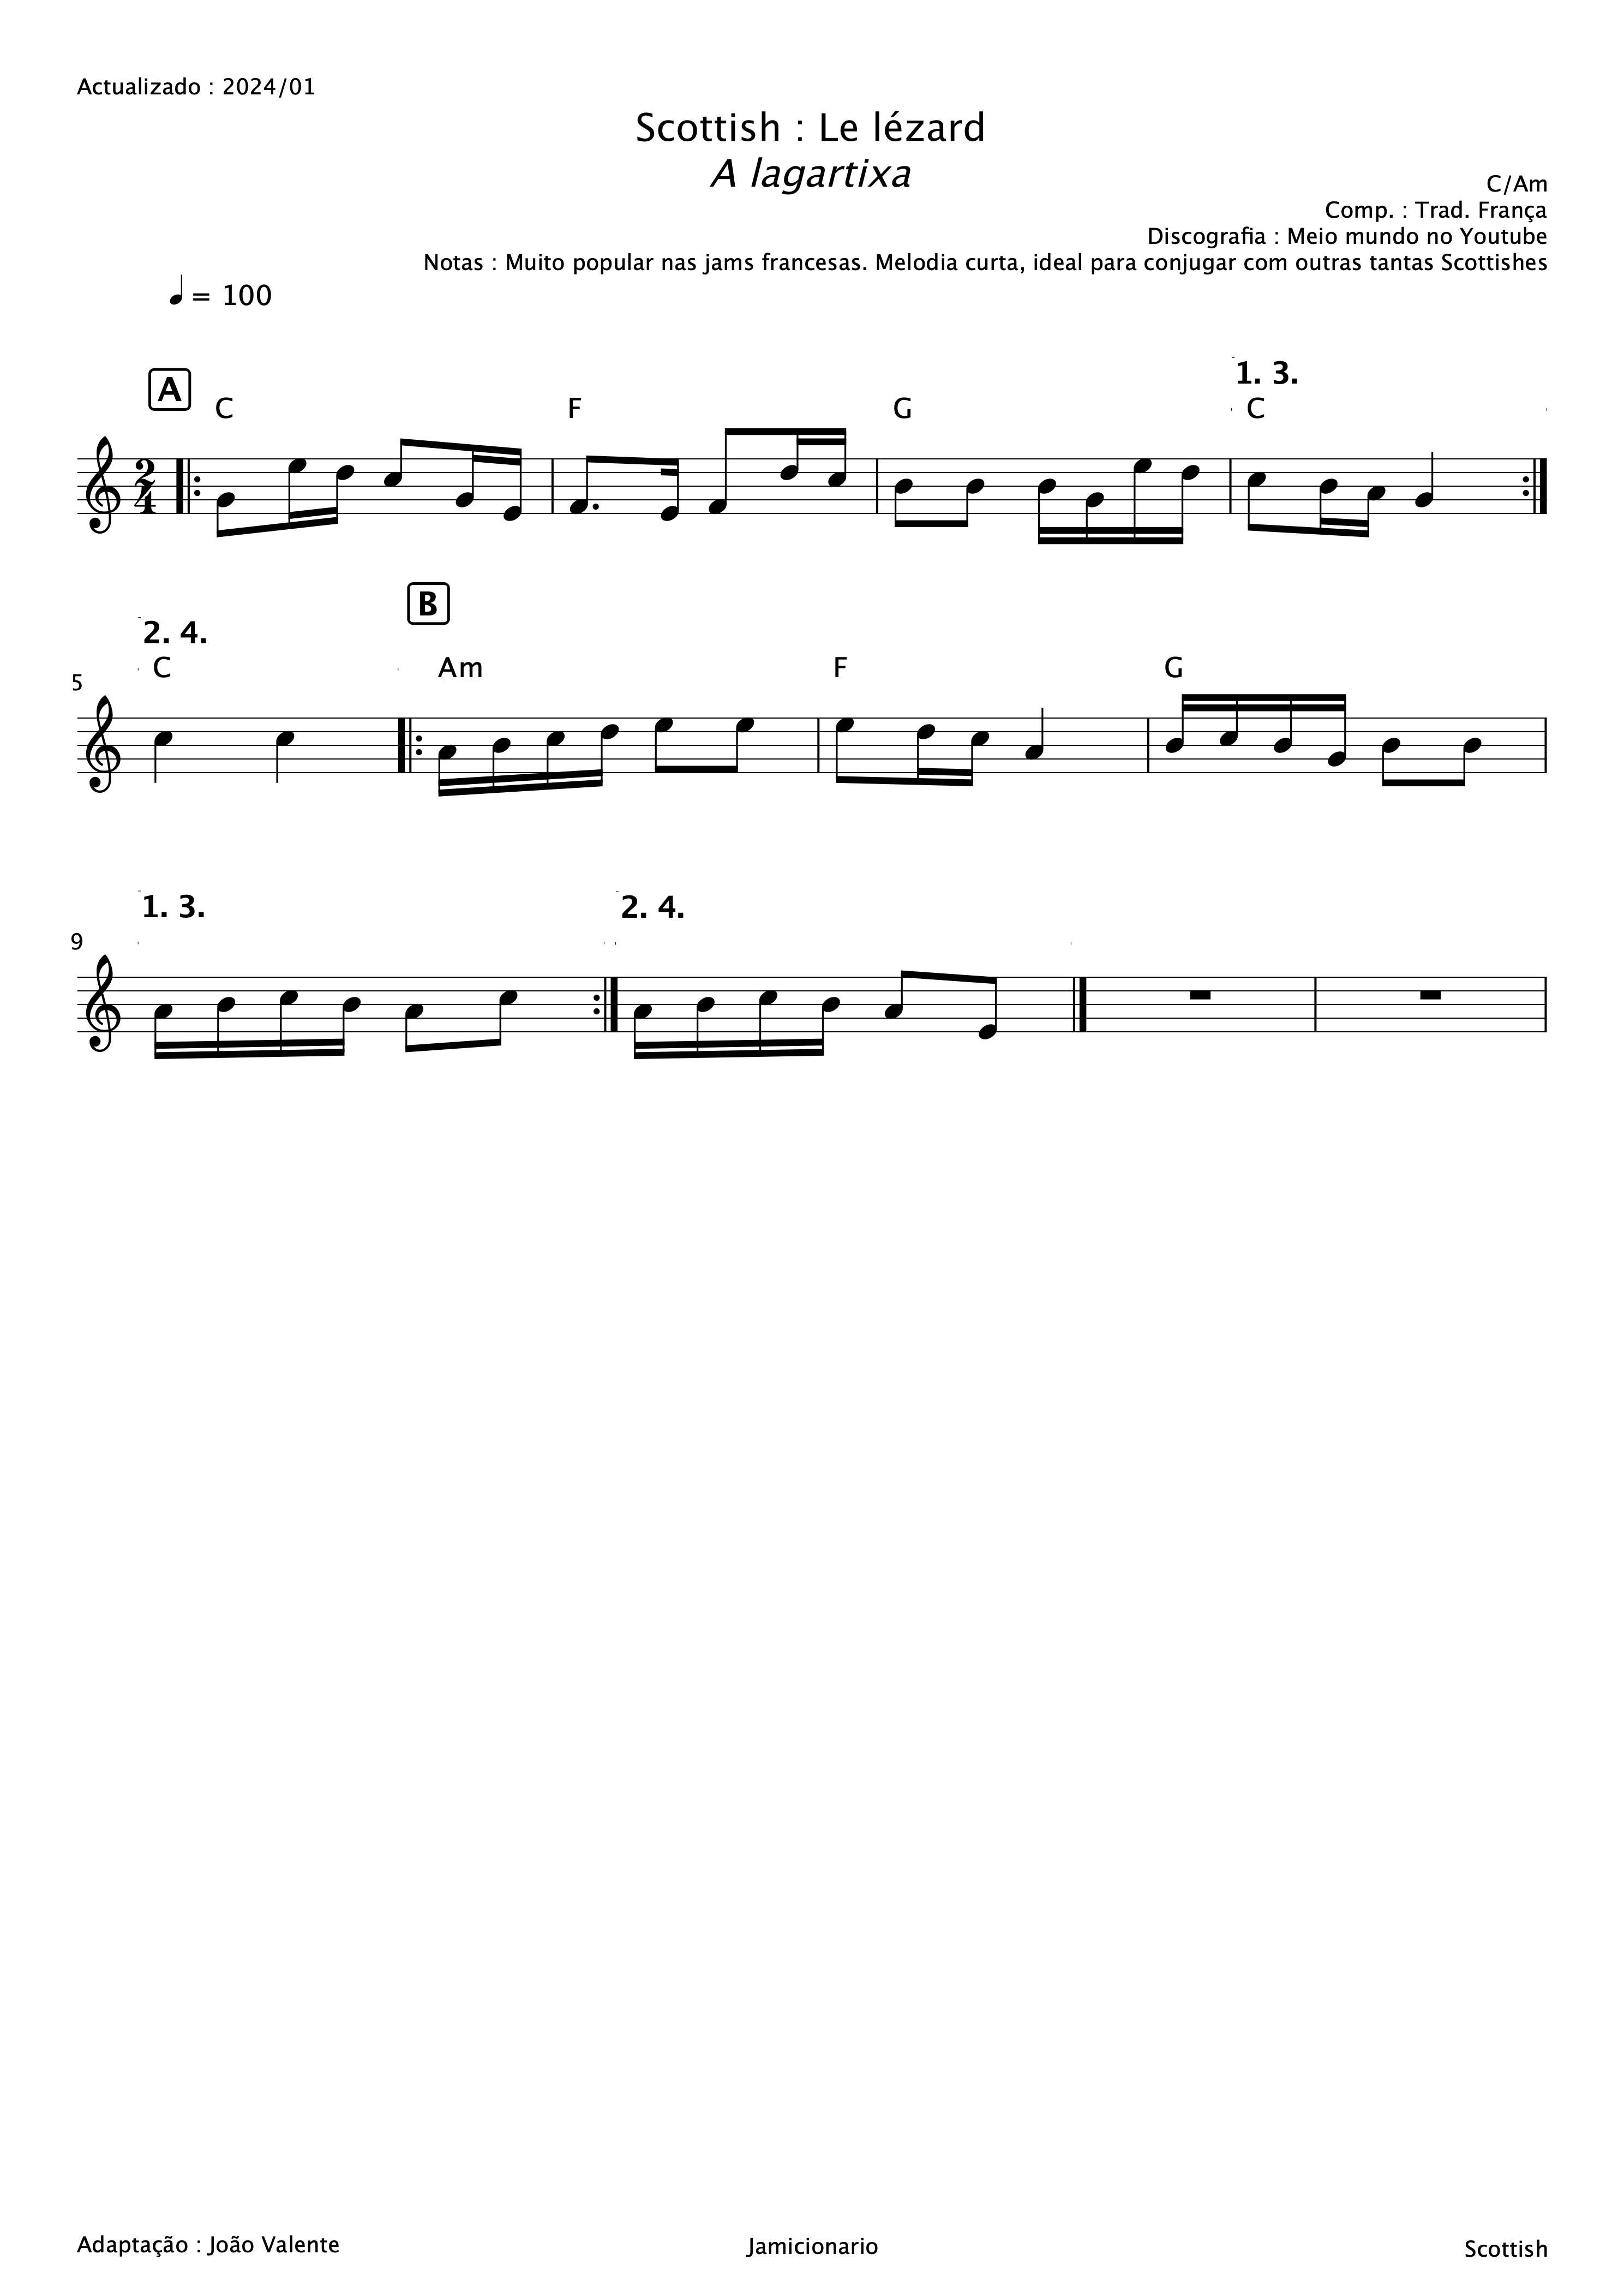 Actualizado : 2024/01
Scottish : Le lézard
A lagartixa
C/Am
Comp. : Trad. França
Discografia : Meio mundo no Youtube
Notas : Muito popular nas jams francesas. Melodia curta, ideal para conjugar com outras tantas Scottishes
= 100
1. 3.
A C F G C
2 4
B
2. 4.
C Am F G
5
1. 3. 2. 4.
9
Adaptação : João Valente Jamicionario Scottish